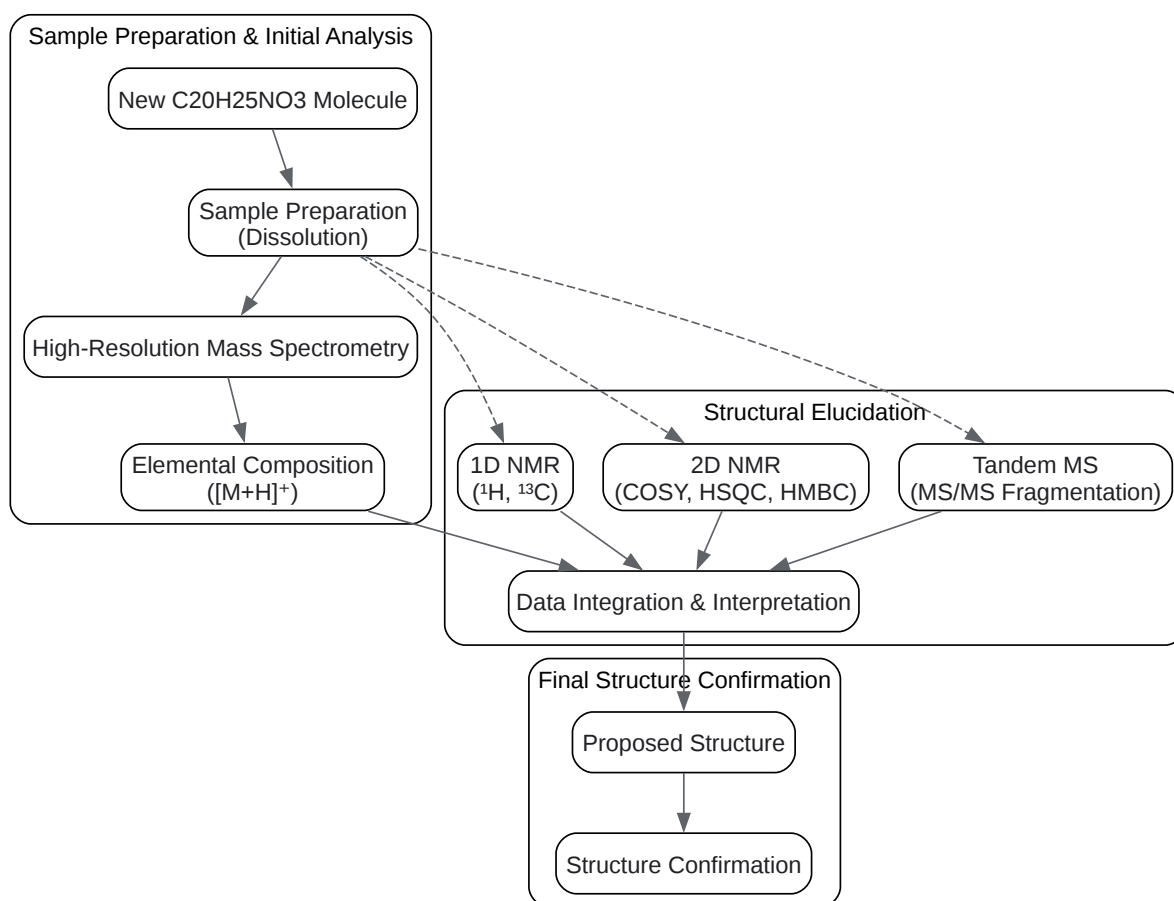 Sample Preparation & Initial Analysis
New C20H25NO3 Molecule
Sample Preparation
(Dissolution)
High-Resolution Mass Spectrometry
Elemental Composition
([M+H]⁺)
Structural Elucidation
1D NMR
(¹H, ¹³C)
2D NMR
(COSY, HSQC, HMBC)
Tandem MS
(MS/MS Fragmentation)
Data Integration & Interpretation
Final Structure Confirmation
Proposed Structure
Structure Confirmation